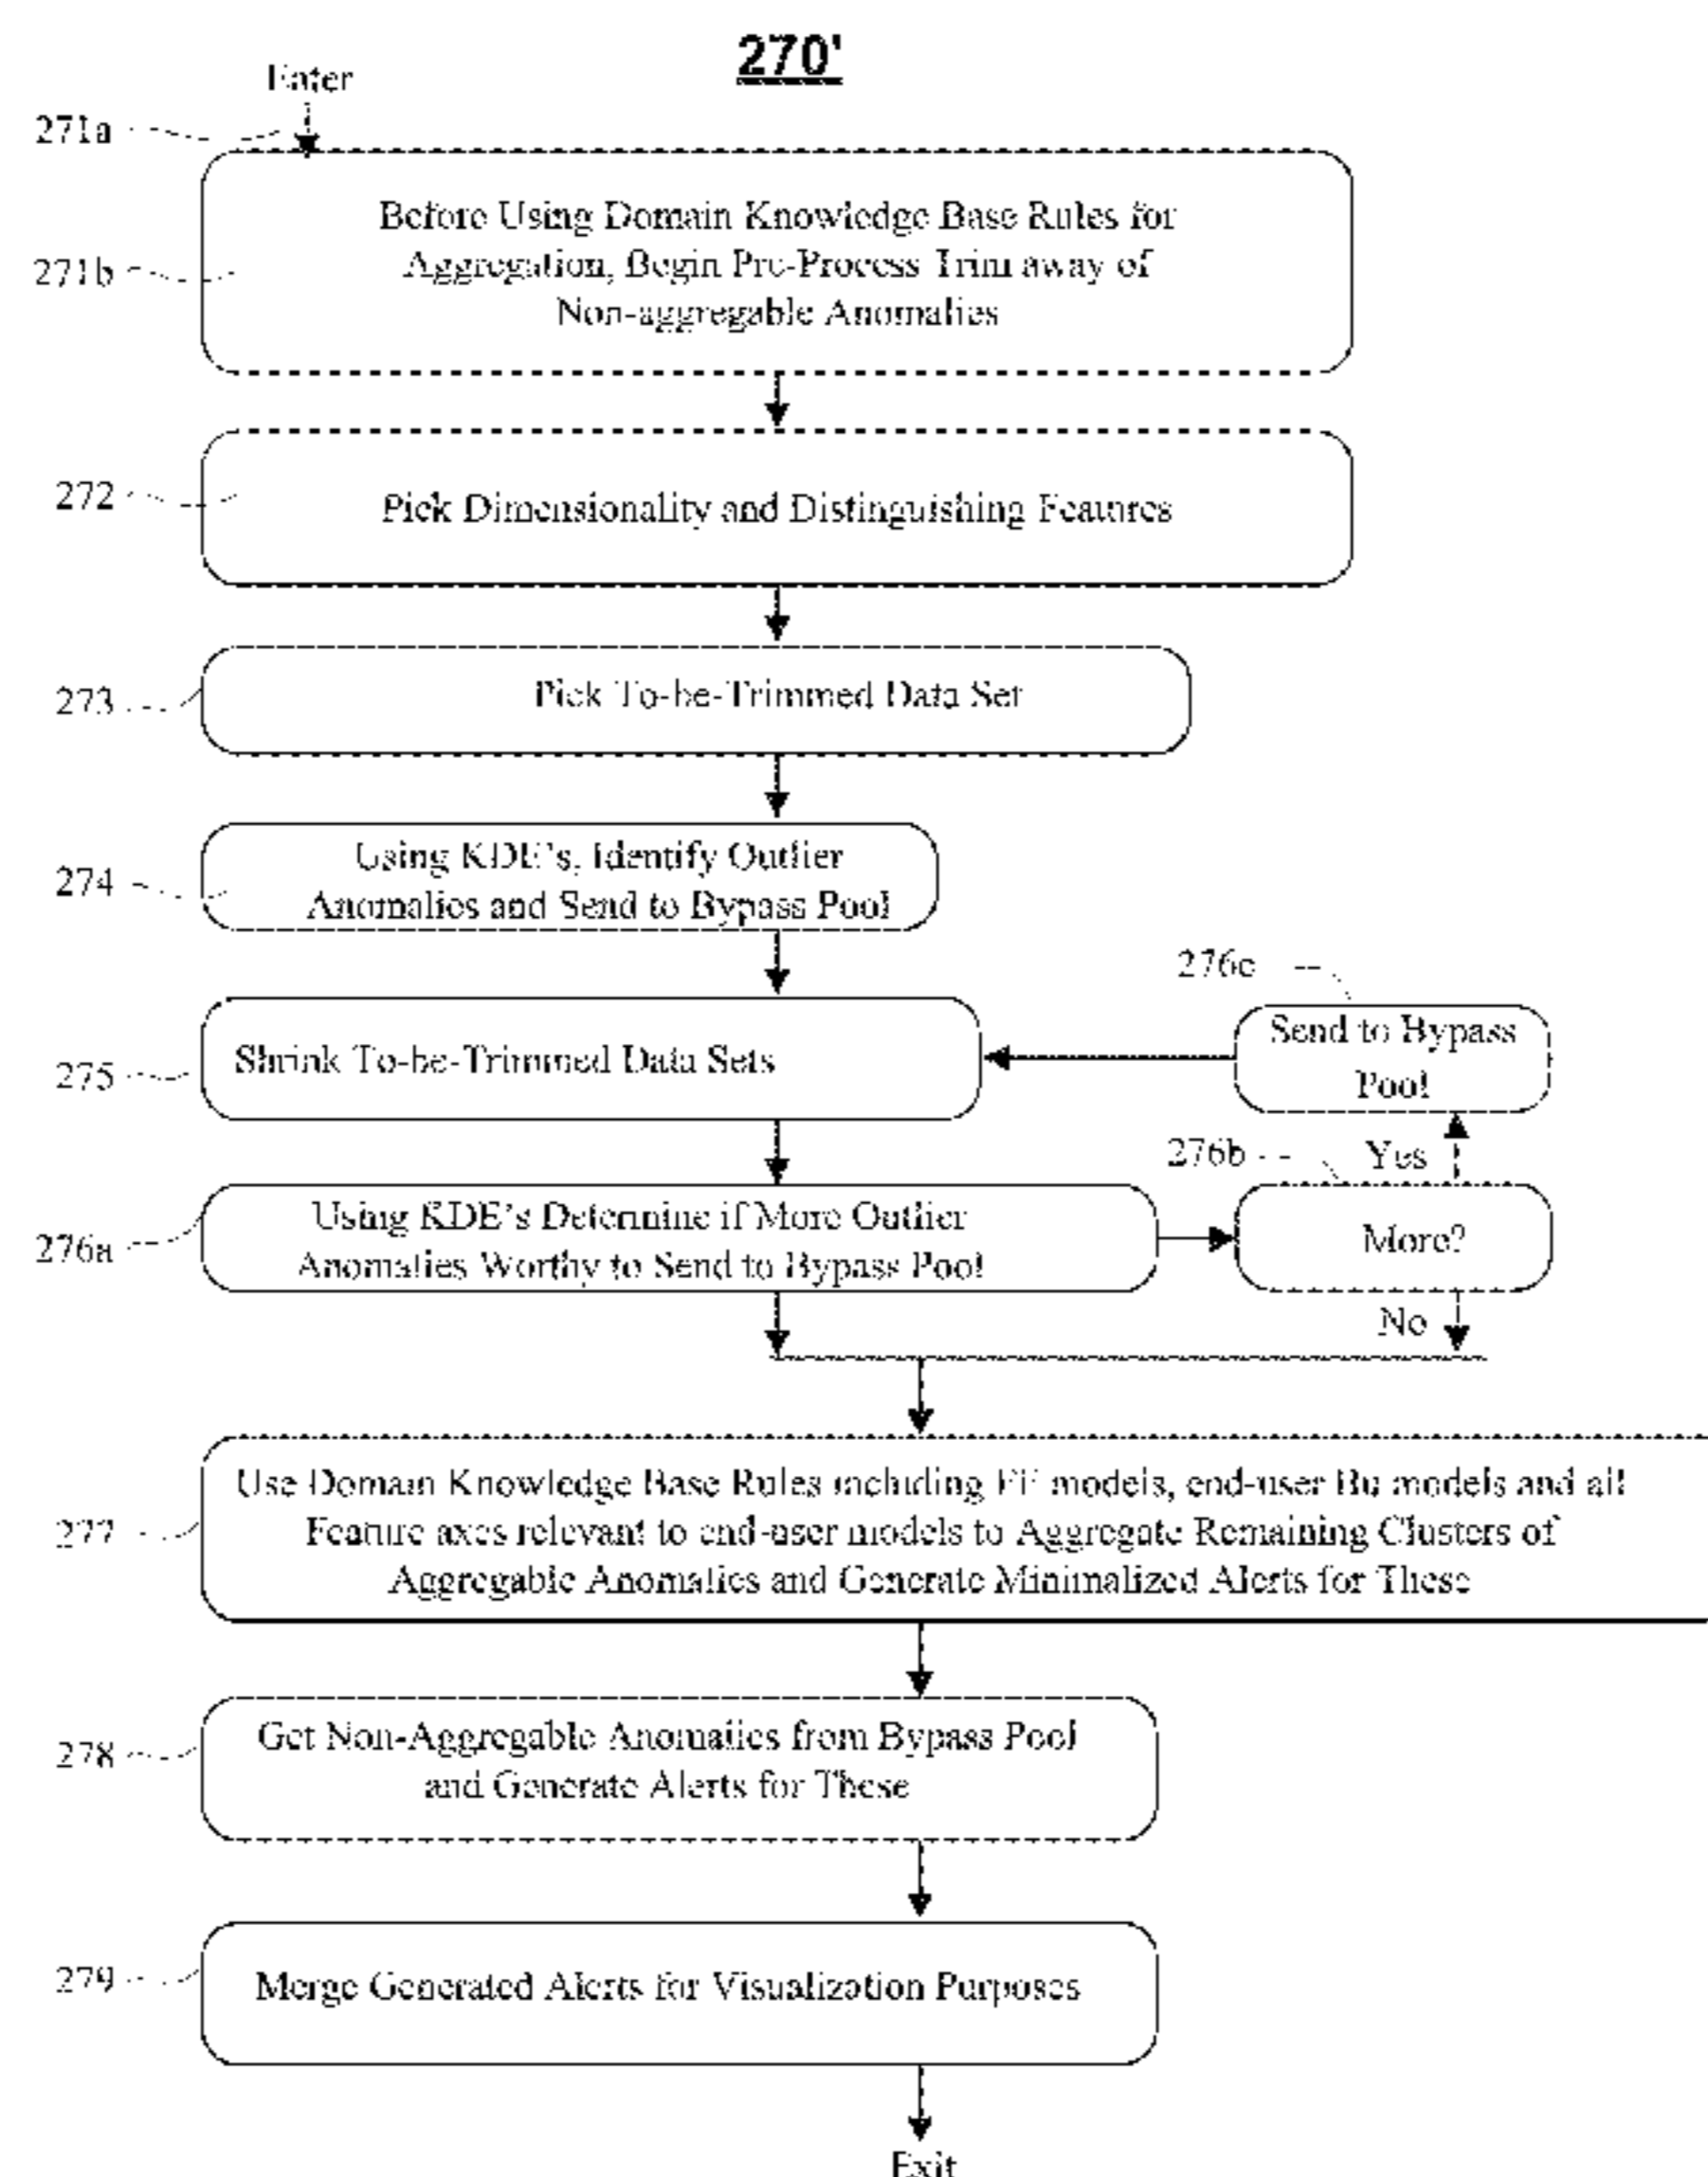 270'
Enter
271a
Before Using Domain Knowledge Base Rules for
271b
Aggregation, Begin Pre-Process Trim away of
Non-aggregable Anomalies
272
Pick Dimensionality and Distinguishing Features
273
Pick To-be-Trimmed Data Set
274
Using KDE's, Identify Outlier
Anomalies and Send to Bypass Pool
276c
Send to Bypass
Pool
275
Shrink To-be-Trimmed Data Sets
276b
Yes
276a
Using KDE's Determine if More Outlier
Anomalies Worthy to Send to Bypass Pool
More?
No
277
Use Domain Knowledge Base Rules including models, end-user Bu models and all
Feature axes relevant to end-user models to Aggregate Remaining Clusters of
Aggregable Anomalies and Generate Minimalized Alerts for These
278
Get Non-Aggregable Anomalies from Bypass Pool
and Generate Alerts for These
279
Merge Generated Alerts for Visualization Purposes
Exit